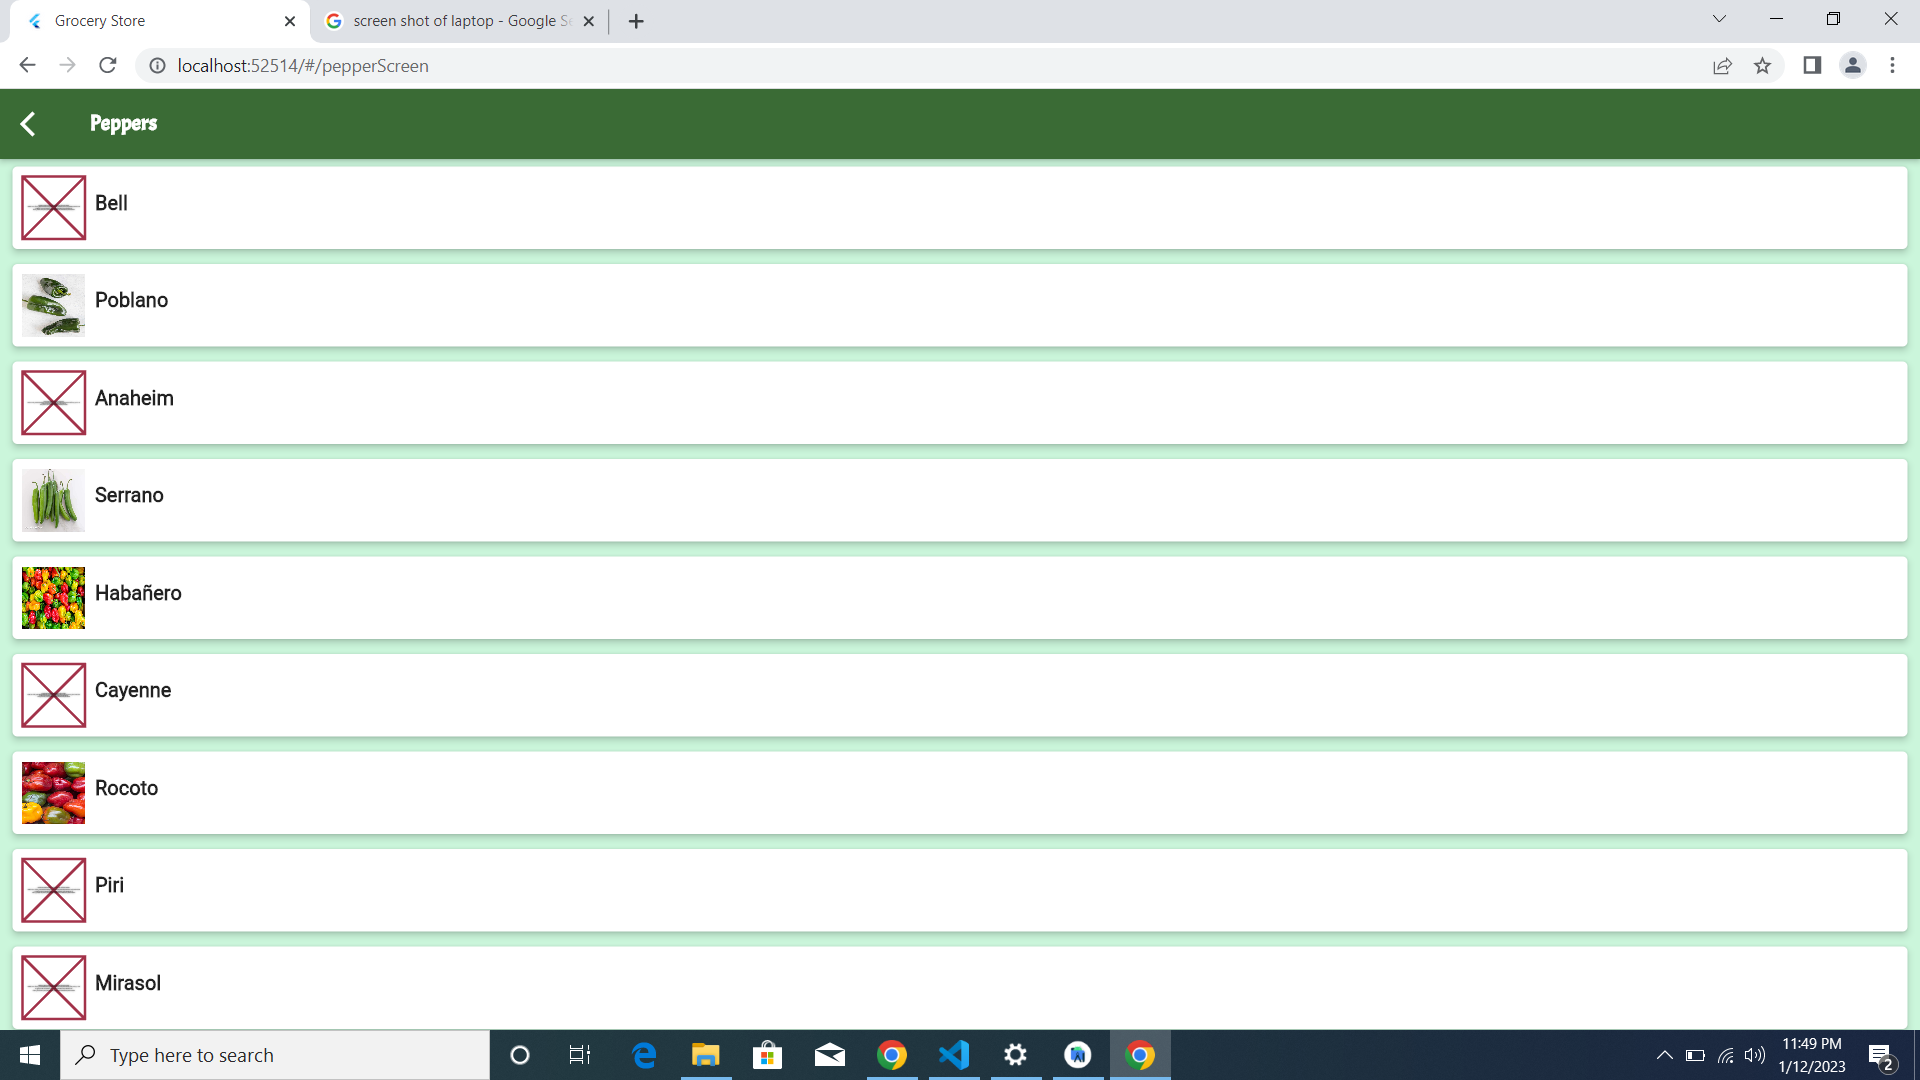 Grocery Store
screen shot of laptop - Google Se
localhost:52514/#/pepperScreen
Peppers
Bell
Poblano
Anaheim
Serrano
Habañero
Cayenne
Rocoto
Piri
Mirasol
Type here to search
11:49 PM
1/12/2023
2